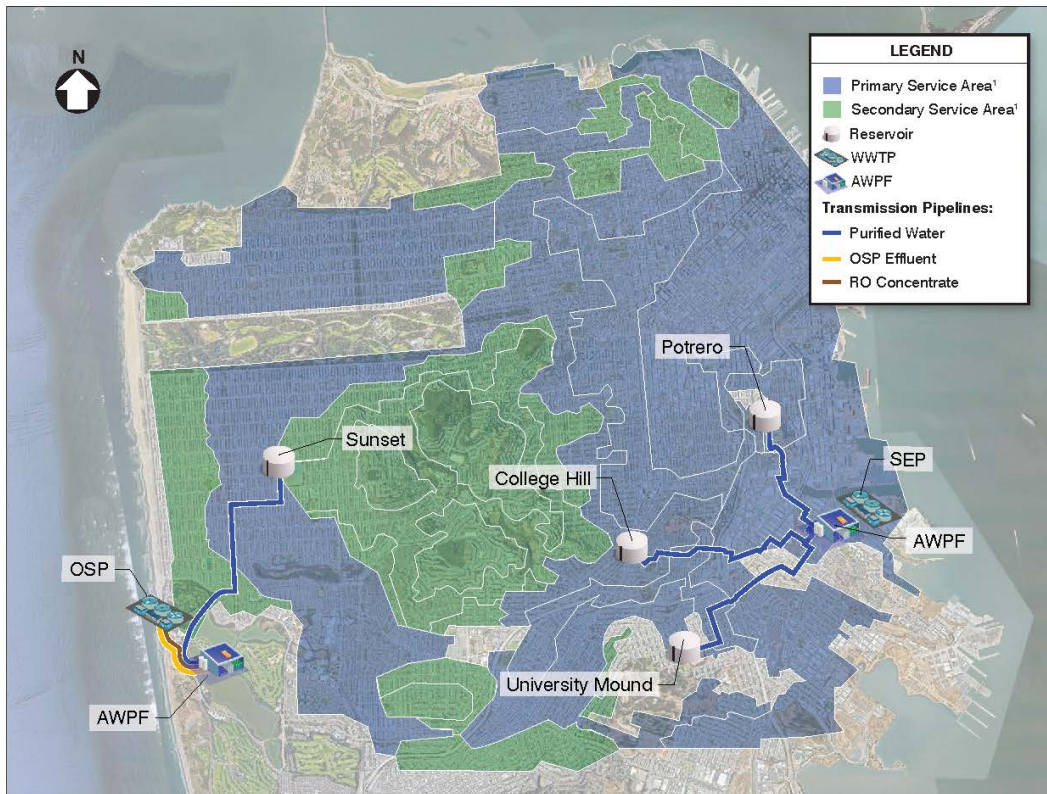 N
LEGEND
Primary Service Area¹
Secondary Service Area¹
Reservoir
WWTP
AWPF
Transmission Pipelines:
Purified Water
OSP Effluent
RO Concentrate
Potrero
Sunset
SEP
College Hill
AWPF
OSP
University Mound
AWPF